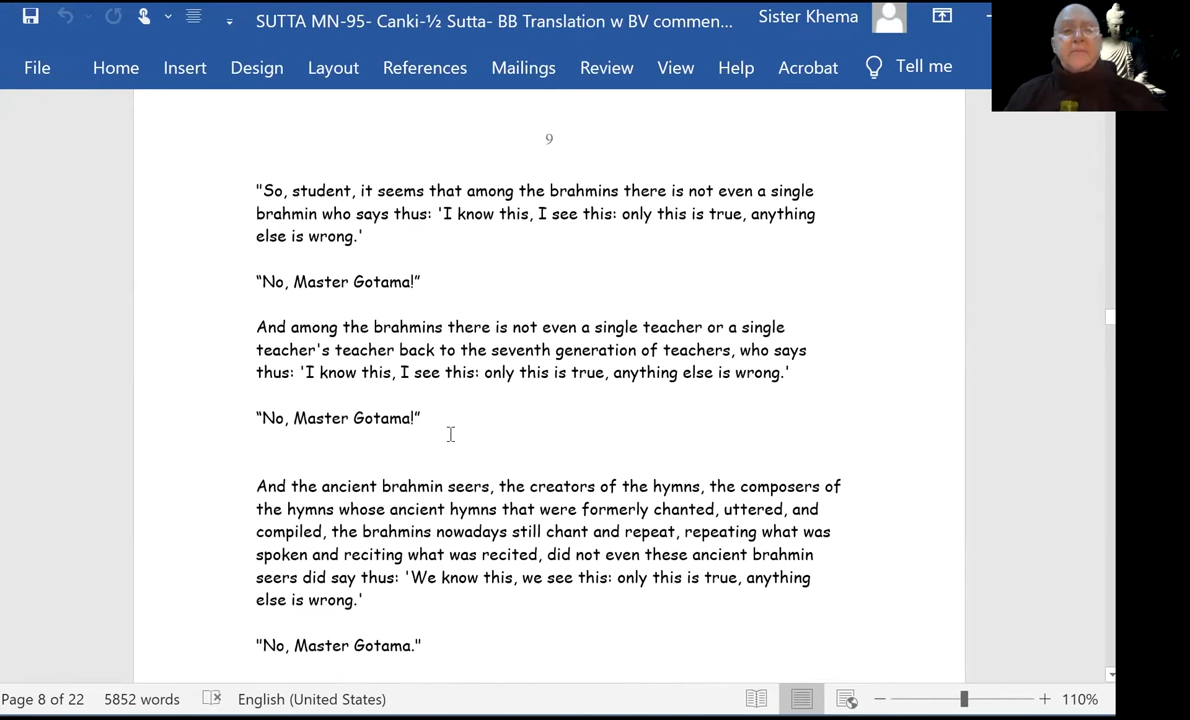 SUTTA MN-95- Canki-½ Sutta- BB Translation w BV commen...
Sister Khema
File Home Insert Design Layout References Mailings Review View Help Acrobat Tell me
9
"So, student, it seems that among the brahmins there is not even a single
brahmin who says thus: 'I know this, I see this: only this is true, anything
else is wrong.'
“No, Master Gotama!”
And among the brahmins there is not even a single teacher or a single
teacher's teacher back to the seventh generation of teachers, who says
thus: 'I know this, I see this: only this is true, anything else is wrong.'
“No, Master Gotama!”
And the ancient brahmin seers, the creators of the hymns, the composers of
the hymns whose ancient hymns that were formerly chanted, uttered, and
compiled, the brahmins nowadays still chant and repeat, repeating what was
spoken and reciting what was recited, did not even these ancient brahmin
seers did say thus: 'We know this, we see this: only this is true, anything
else is wrong.'
"No, Master Gotama."
Page 8 of 22 5852 words English (United States) 110%